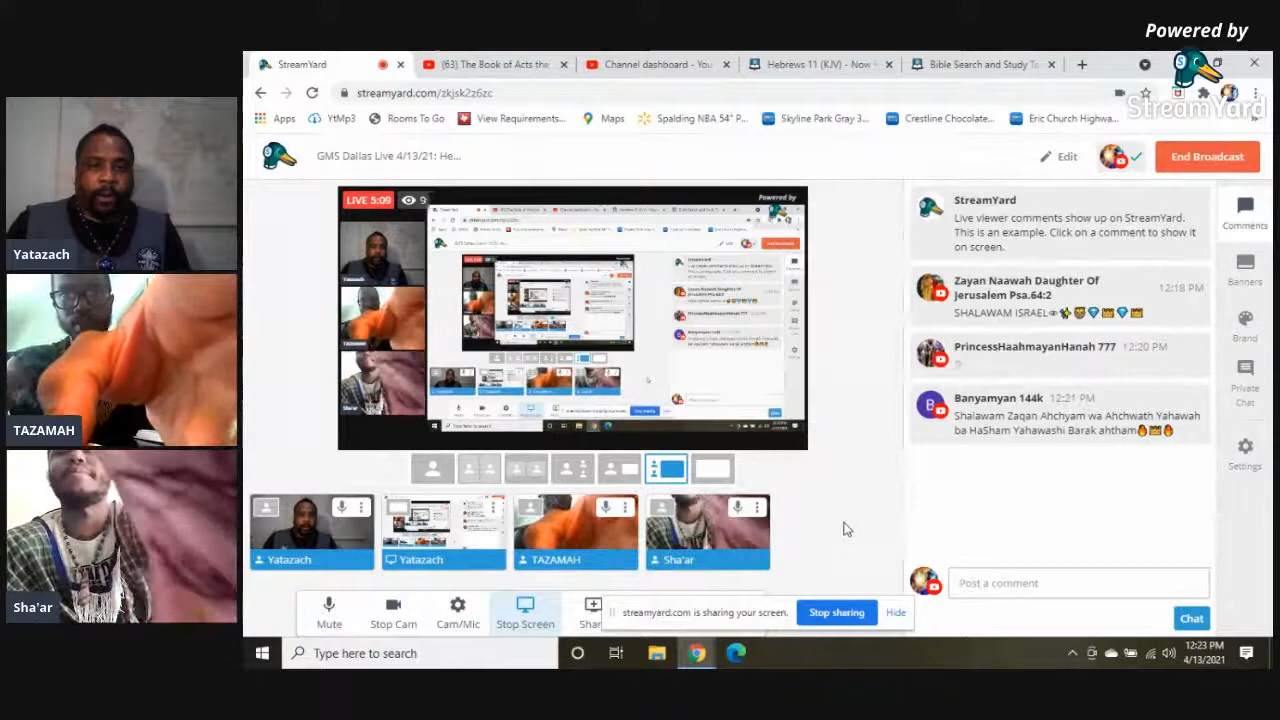 Powered by
StreamYard
StreamYard
(63) The Book of Acts the
Channel dashboard - You
Hebrews 11 (KJV) - Now
Bible Search and Study To
streamyard.com/zkjsk2z6zc
Apps
YtMp3
Rooms To Go
View Requirements...
Maps
Spalding NBA 54" P...
Skyline Park Gray 3...
Crestline Chocolate...
Eric Church Highwa...
GMS Dallas Live 4/13/21: He...
Edit
End Broadcast
LIVE 5:09
9
Powered by
StreamYard
Live viewer comments show up on StreamYard.
This is an example. Click on a comment to show it
on screen.
Comments
Zayan Naawah Daughter Of
Jerusalem Psa.64:2
12:18 PM
SHALAWAM ISRAEL
Banners
PrincessHaahmayanHanah 777
12:20 PM
Brand
Banyamyan 144k
12:21 PM
Shalawam Zaqan Ahchyam wa Achwath Yahawah
ba HaSham Yahawashi Barak ahtham
Private
Chat
Settings
Yatazach
TAZAMAH
Sha'ar
Yatazach
Yatazach
TAZAMAH
Sha'ar
Post a comment
Chat
Mute
Stop Cam
Cam/Mic
Stop Screen
Shar
streamyard.com is sharing your screen.
Stop sharing
Hide
Type here to search
12:23 PM
4/13/2021